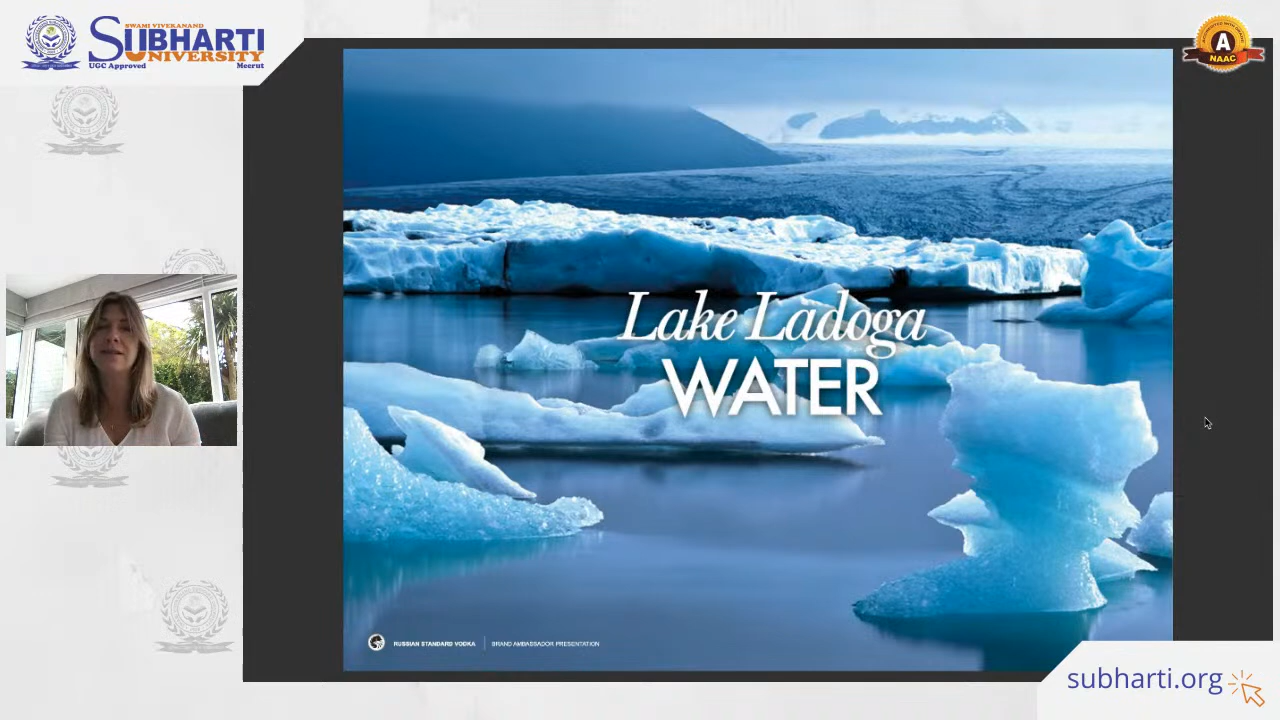 SWAMI VIVEKANAND
SUBHARTI
UNIVERSITY
UGC Approved Meerut
A
NAAC
Lake Ladoga
WATER
RUSSIAN STANDARD VODKA | BRAND AMBASSADOR PRESENTATION
subharti.org